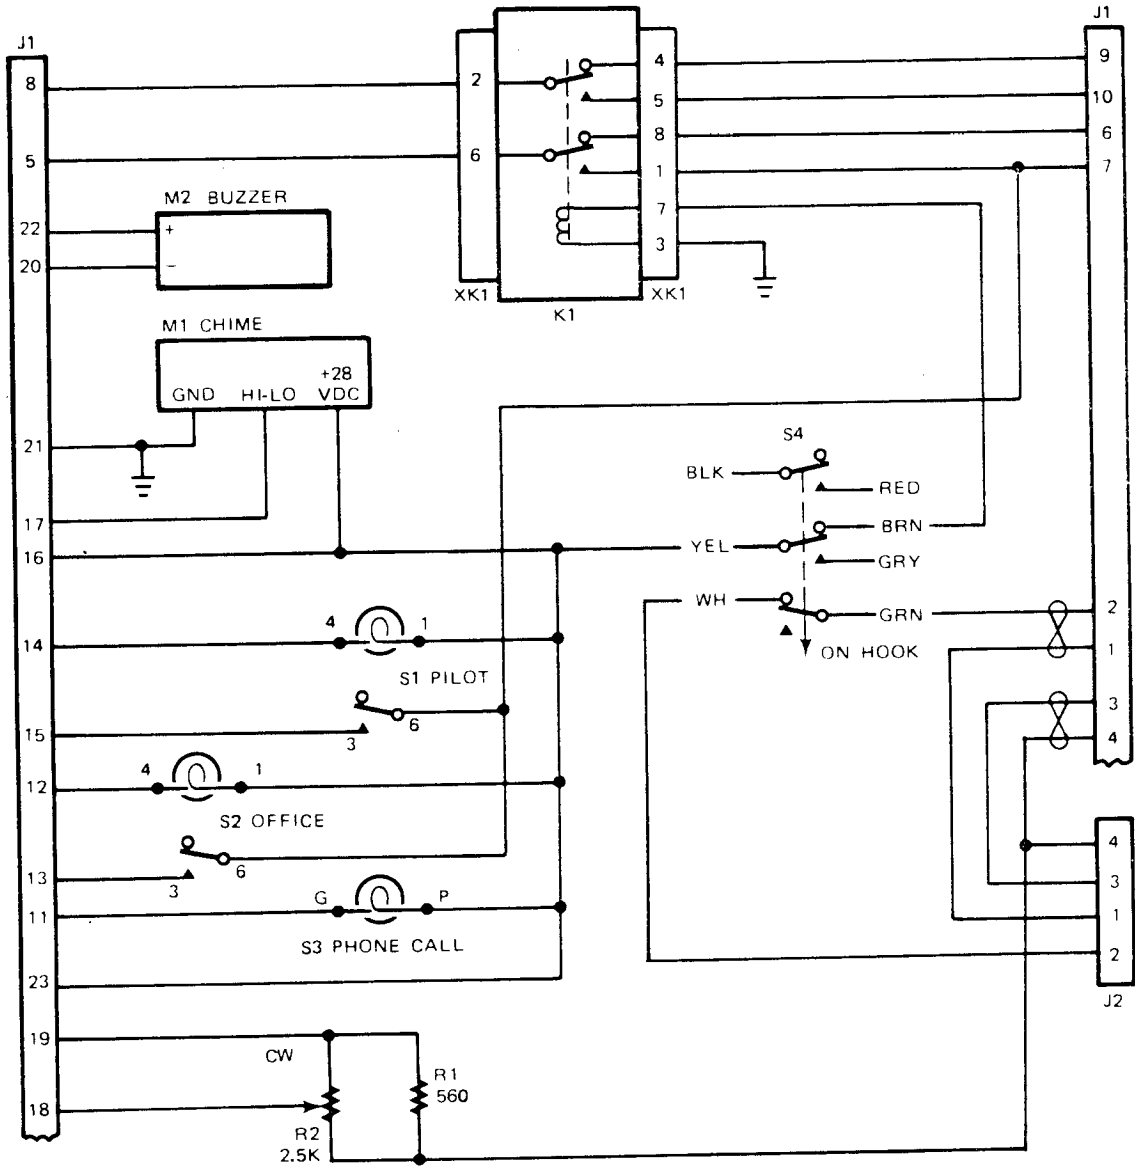 J1
J1
8
2
4
9
5
10
8
6
5
6
1
7
M2 BUZZER
22
+
7
20
−
3
XK1
XK1
K1
M1 CHIME
+28
GND HI-LO VDC
21
S4
BLK
RED
17
BRN
16
YEL
GRY
WH
GRN
2
14
4
1
ON HOOK
1
S1 PILOT
3
15
3
6
4
12
4
1
S2 OFFICE
4
13
3
6
3
11
G
P
1
S3 PHONE CALL
2
23
J2
19
CW
R1
560
18
R2
2.5K